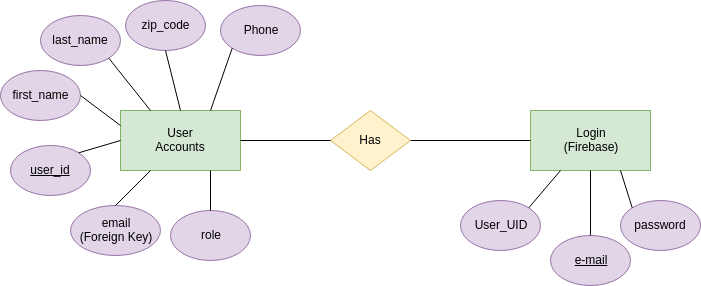 zip_code
Phone
last_name
first_name
User
Accounts
Has
Login
(Firebase)
user_id
email
(Foreign Key)
role
User_UID
password
e-mail